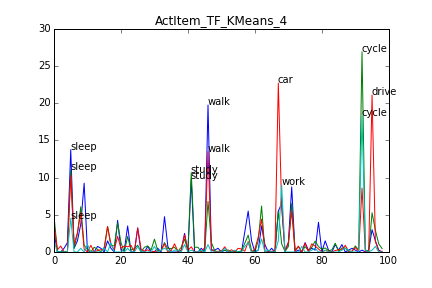 ActItem_TF_KMeans_4
30
25
20
15
10
5
0
sleep
sleep
sleep
study
study
walk
walk
car
work
cycle
cycle
drive
0 20 40 60 80 100